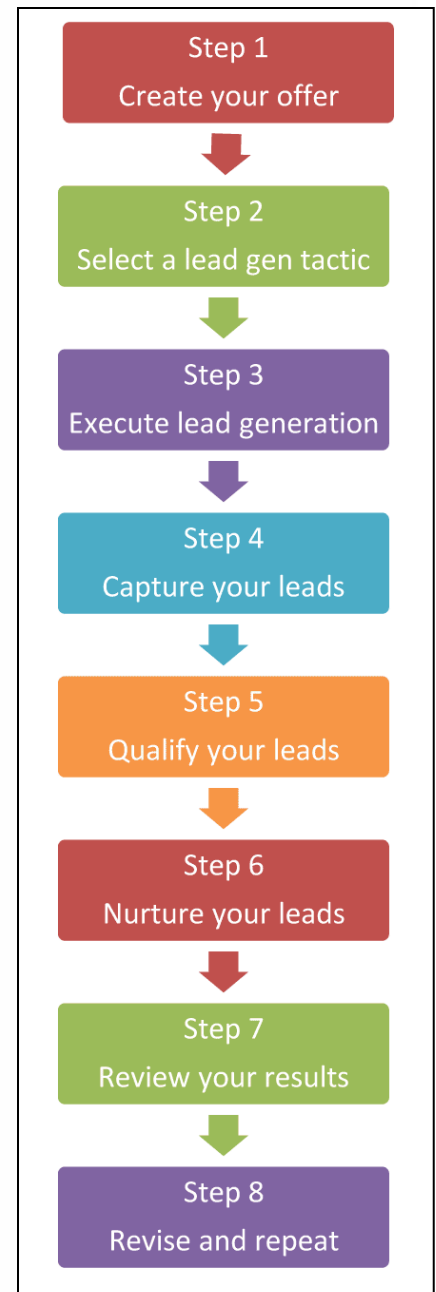 Step 1
Create your offer
Step 2
Select a lead gen tactic
Step 3
Execute lead generation
Step 4
Capture your leads
Step 5
Qualify your leads
Step 6
Nurture your leads
Step 7
Review your results
Step 8
Revise and repeat